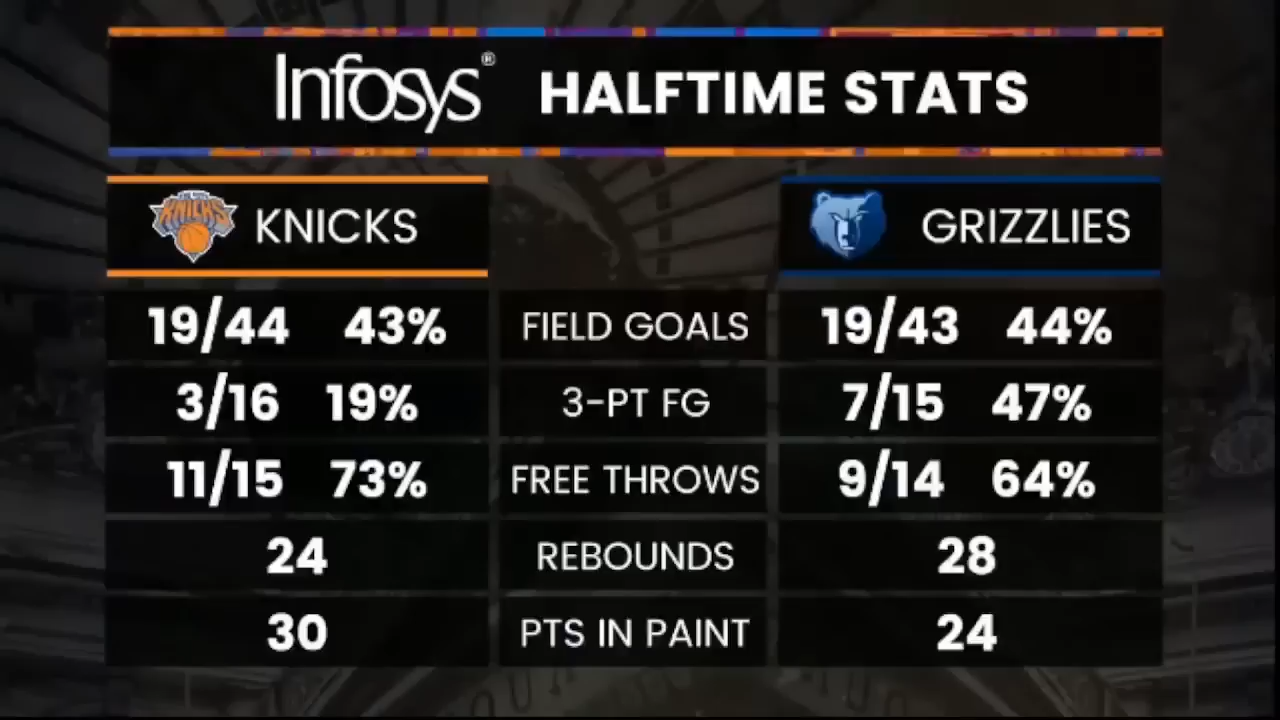 Infosys® HALFTIME STATS
KNICKS KNICKS GRIZZLIES
19/44 43% FIELD GOALS 19/43 44%
3/16 19% 3-PT FG 7/15 47%
11/15 73% FREE THROWS 9/14 64%
24 REBOUNDS 28
30 PTS IN PAINT 24